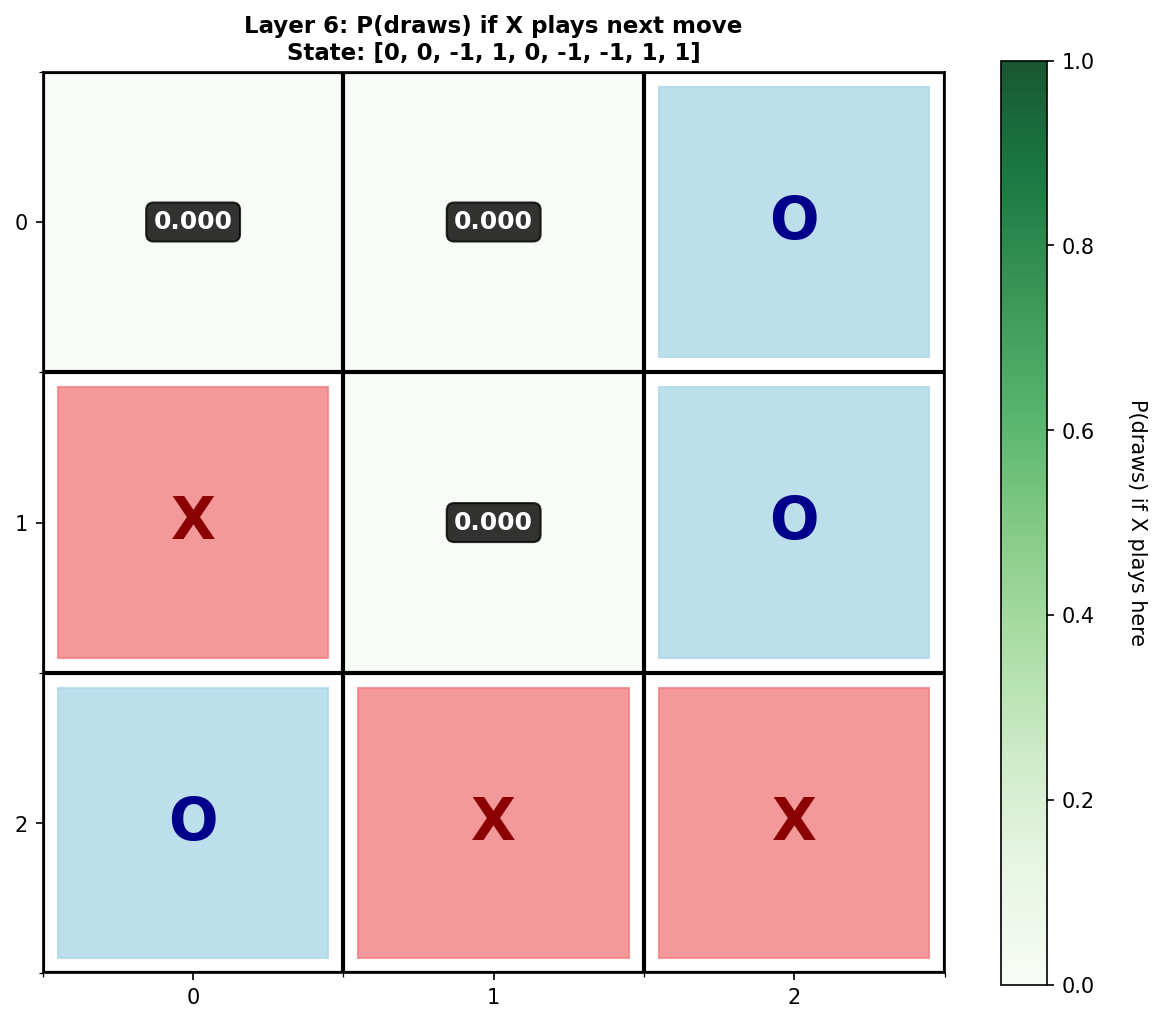 Layer 6: P(draws) if X plays next move
State: [0, 0, -1, 1, 0, -1, -1, 1, 1]
0 0.000 0.000 O
1 X 0.000 O
2 O X X
0 1 2
1.0
0.8
0.6
0.4
0.2
0.0
P(draws) if X plays here